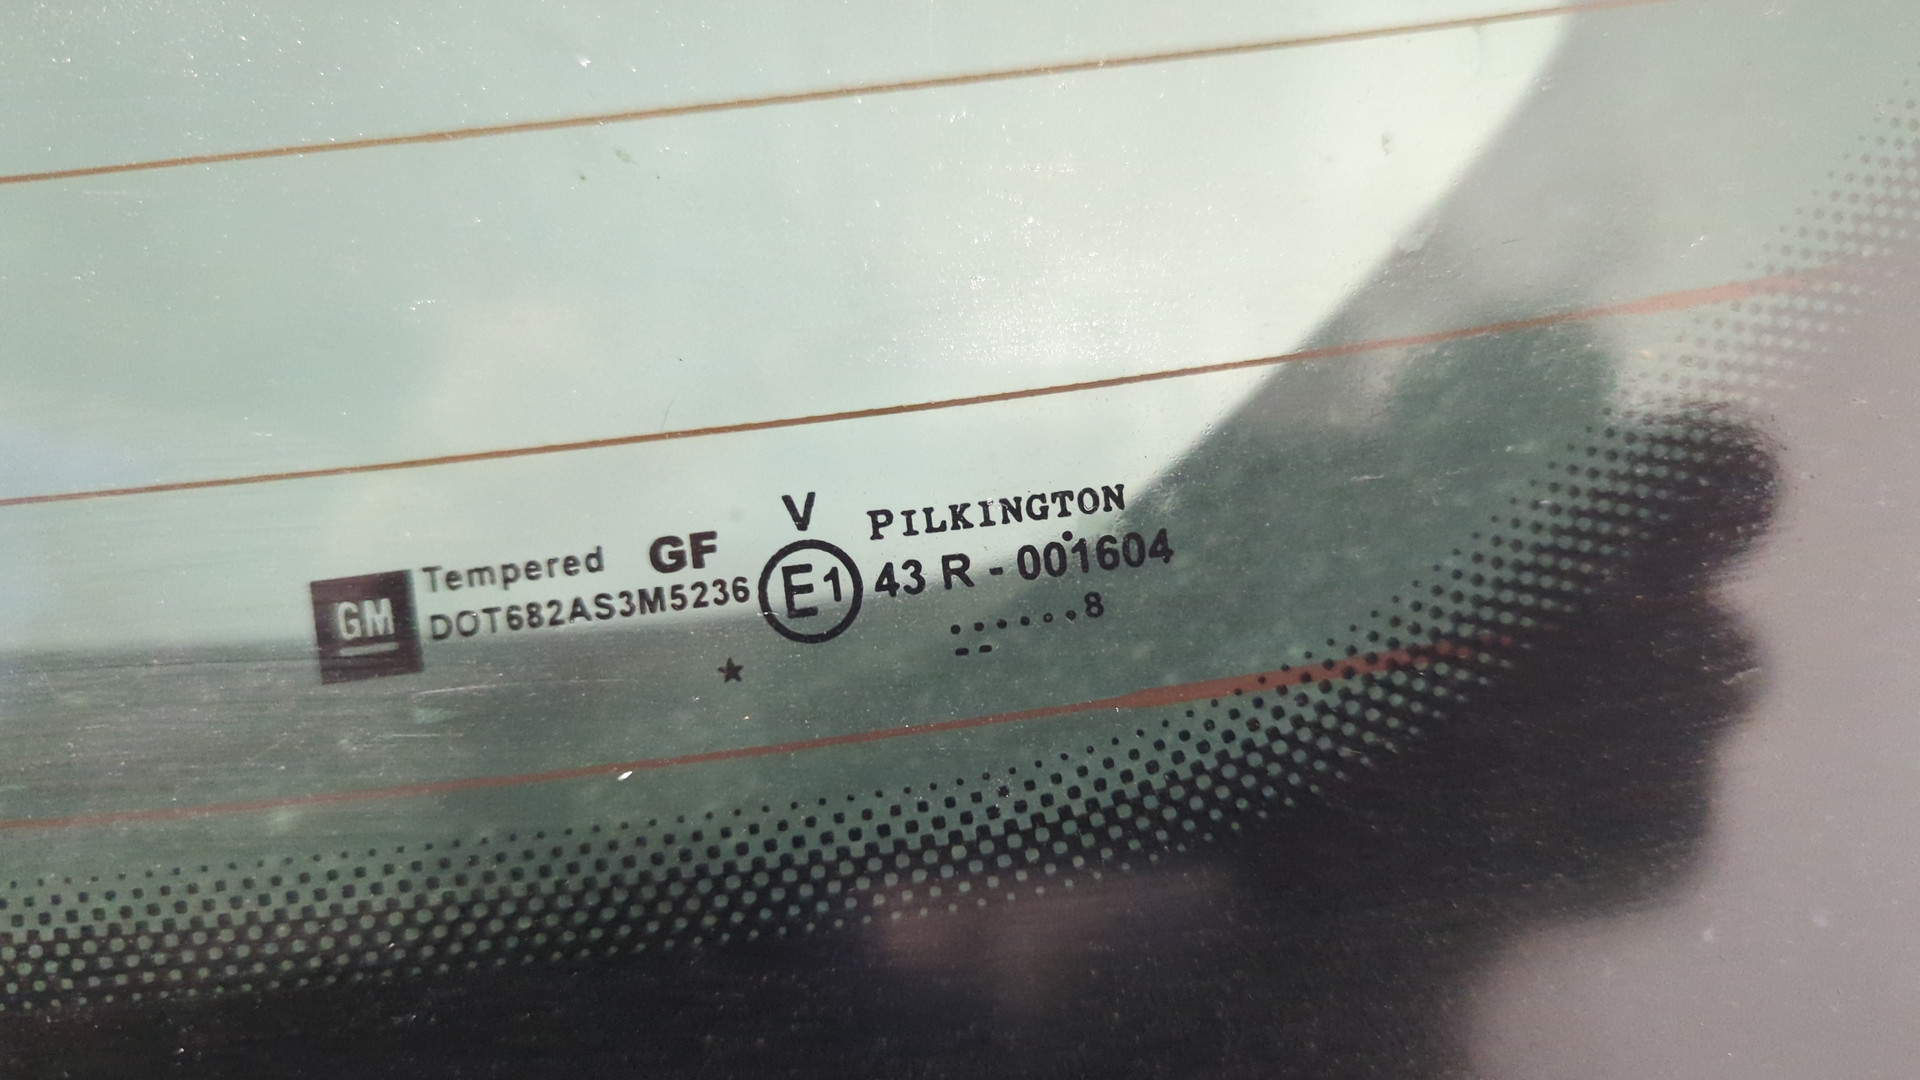 V PILKINGTON
GM Tempered GF
DOT682AS3M5236 E1 43 R - 001604
.......8
--